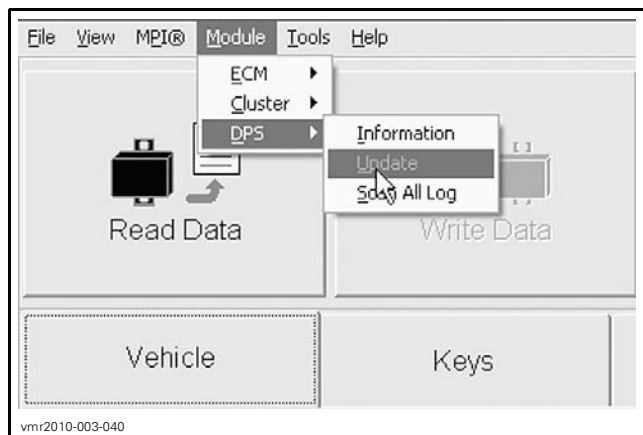 File View MPI® Module Tools Help
ECM
Cluster
DPS
Information
Update
Scan All Log
Read Data
Write Data
Vehicle
Keys
vmr2010-003-040